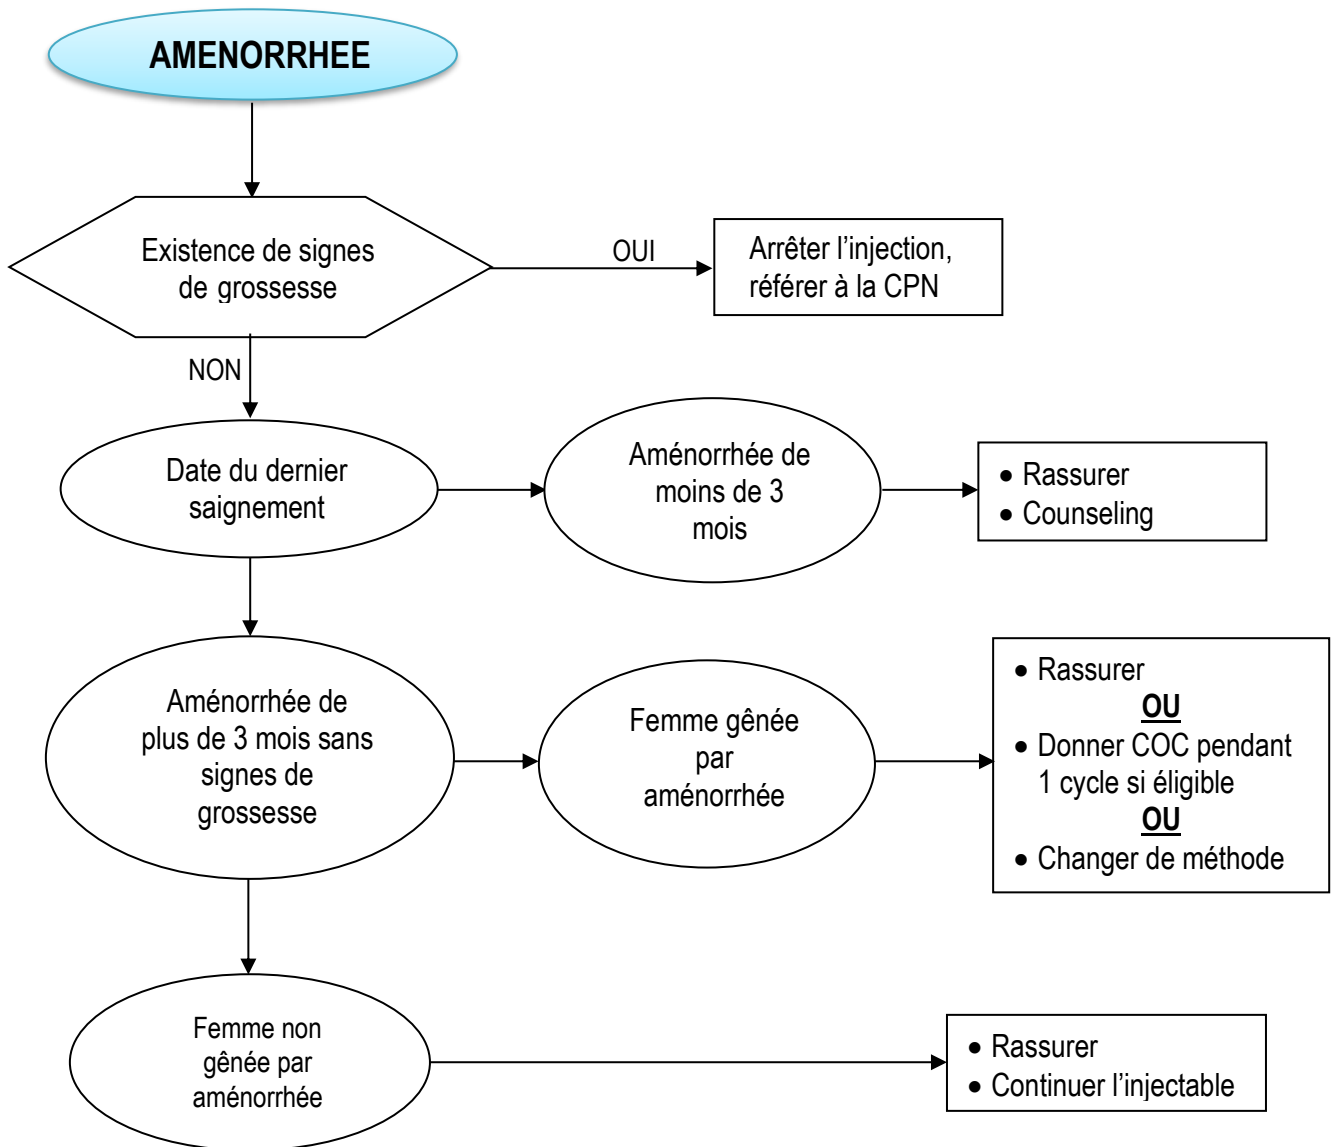 AMENORRHEE
Existence de signes
de grossesse
OUI
Arrêter l’injection,
référer à la CPN
NON
Date du dernier
saignement
Aménorrhée de
moins de 3
mois
• Rassurer
• Counseling
Aménorrhée de
plus de 3 mois sans
signes de
grossesse
Femme gênée
par
aménorrhée
• Rassurer
OU
• Donner COC pendant
1 cycle si éligible
OU
• Changer de méthode
Femme non
gênée par
aménorrhée
• Rassurer
• Continuer l’injectable